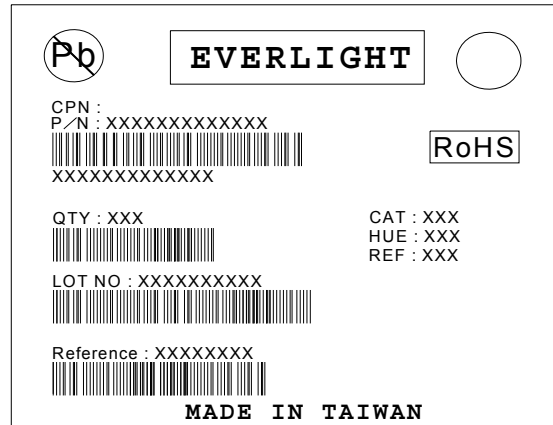 Pb
EVERLIGHT
CPN :
P/N : XXXXXXXXXXXXX
RoHS
XXXXXXXXXXXXX
QTY : XXX
CAT : XXX
HUE : XXX
REF : XXX
LOT NO : XXXXXXXXXX
Reference : XXXXXXXX
MADE IN TAIWAN